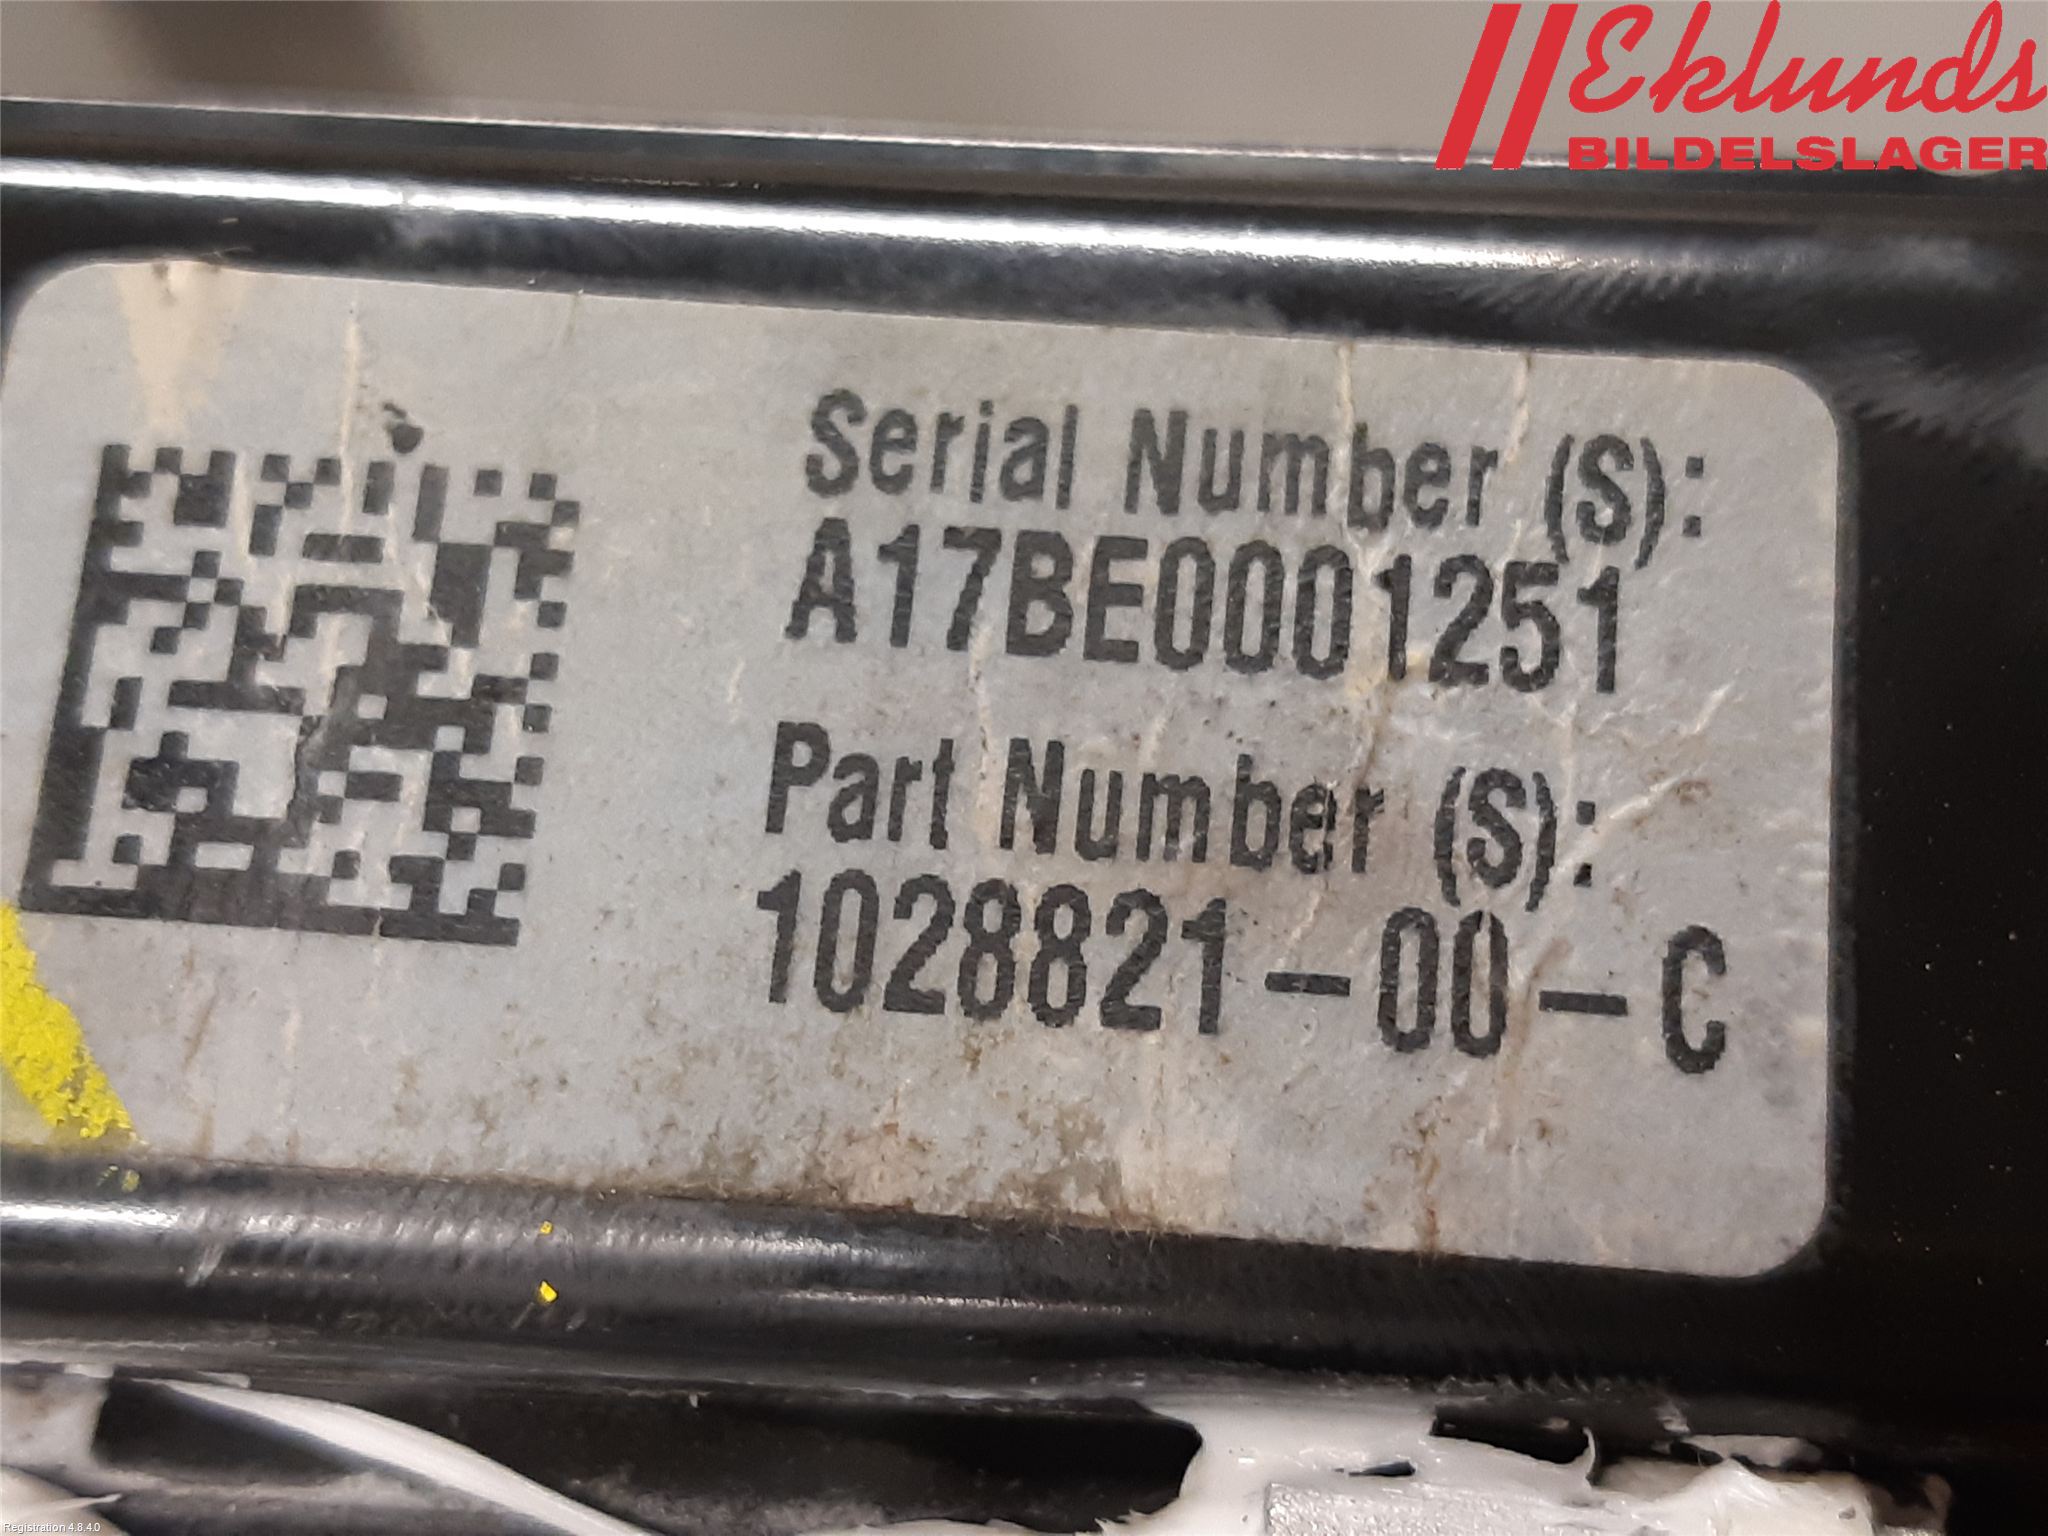 Eklunds
BILDELSLAGER
Serial Number (S):
A17BE0001251
Part Number (S):
1028821-00-C
Registration 4.8.4.0